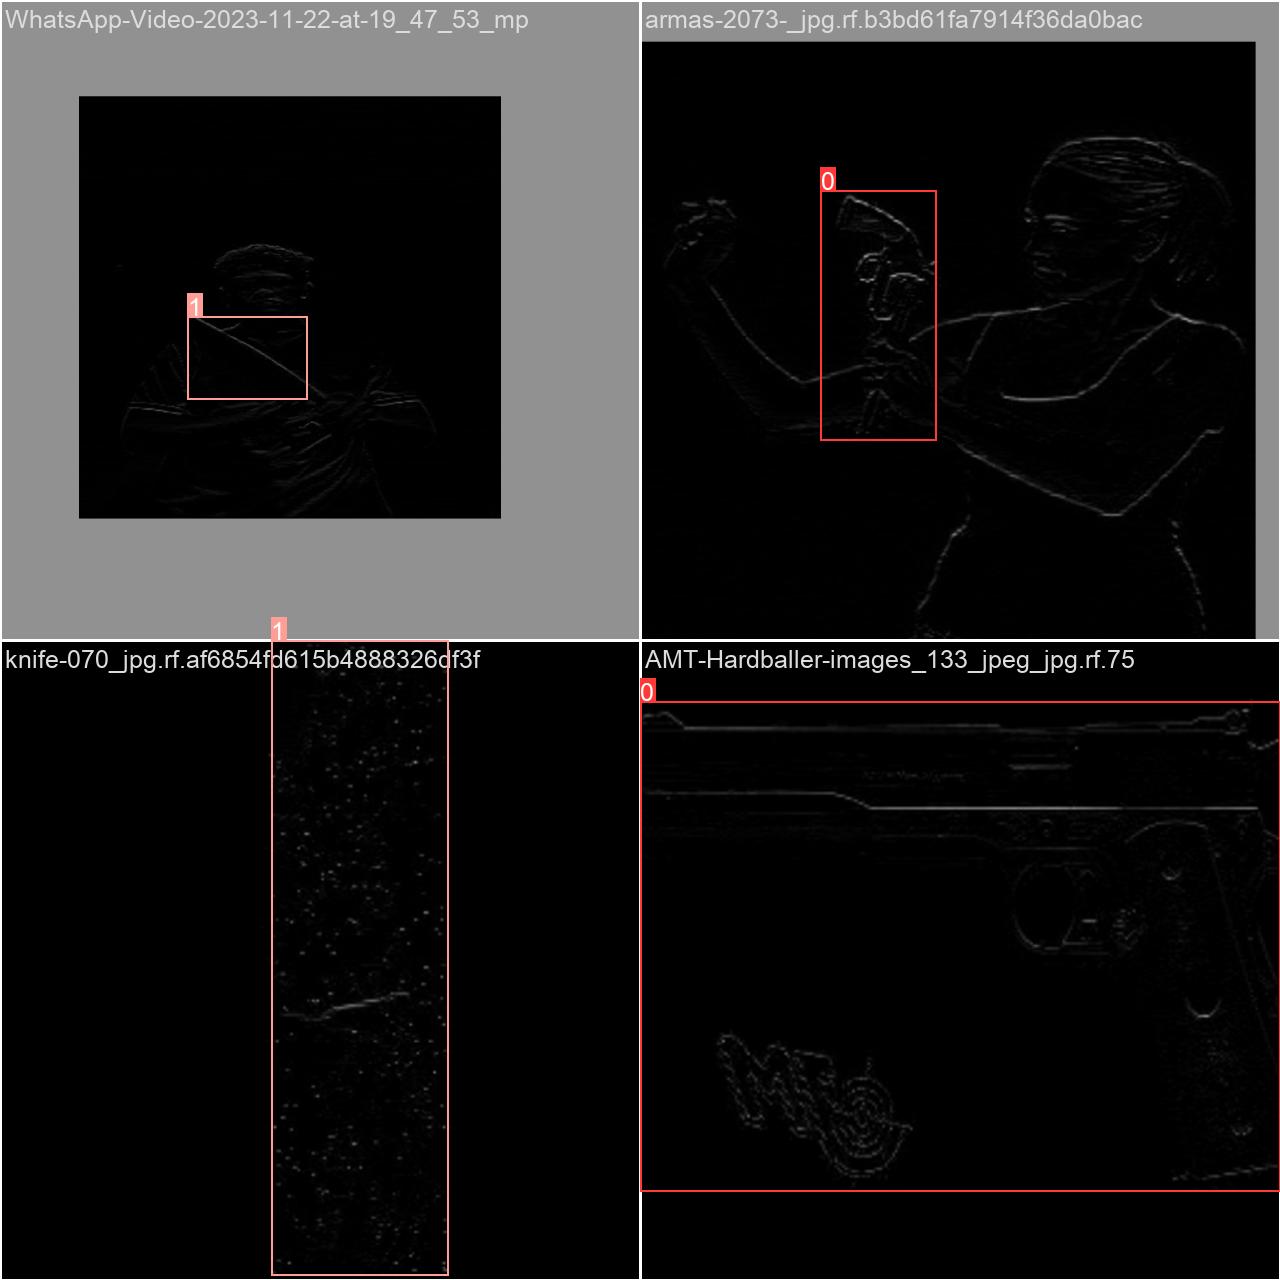 WhatsApp-Video-2023-11-22-at-19_47_53_mp
armas-2073-_jpg.rf.b3bd61fa7914f36da0bac
0
1
1
knife-070_jpg.rf.af6854fd615b4888326df3f
AMT-Hardballer-images_133_jpeg_jpg.rf.75
0